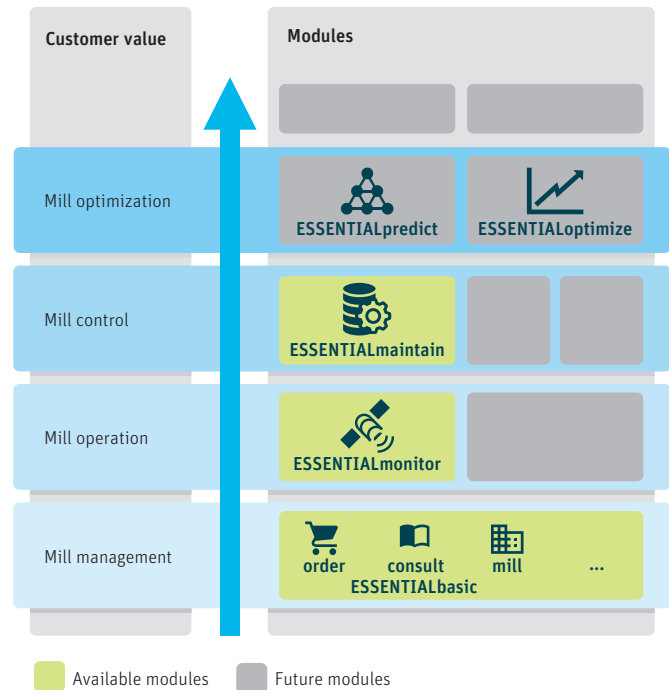 Customer value
Modules
Mill optimization
ESSENTIALpredict
ESSENTIALoptimize
Mill control
ESSENTIALmaintain
Mill operation
ESSENTIALmonitor
Mill management
order
consult
mill
...
ESSENTIALbasic
Available modules
Future modules